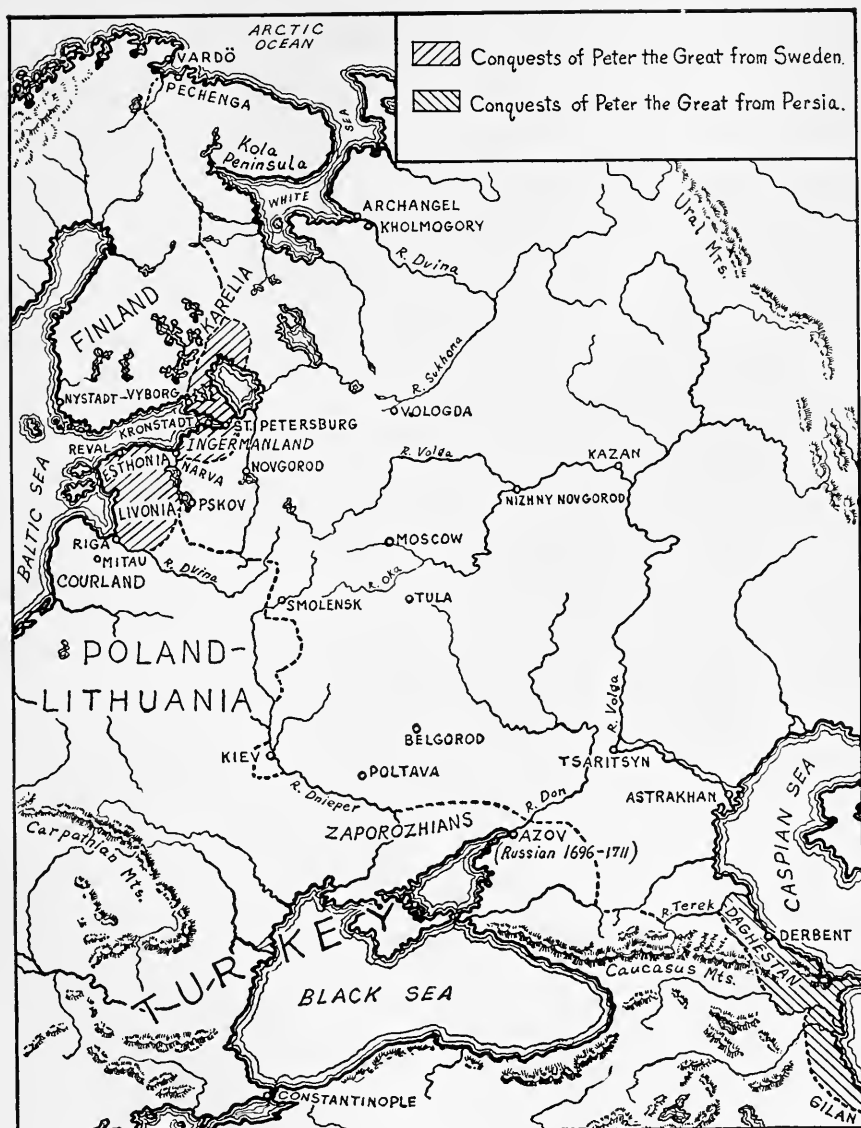 ARCTIC
OCEAN
Conquests of Peter the Great from Sweden.
Conquests of Peter the Great from Persia.
VARDÖ
PECHENGA
Kola
Peninsula
WHITE
SEA
ARCHANGEL
KHOLMOGORY
R. Dvina
Ural Mts.
FINLAND
KARELIA
R. Sukhona
NYSTADT
VYBORG
VOLOGDA
KRONSTADT
ST. PETERSBURG
INGERMANLAND
REVAL
ESTHONIA
NARVA
NOVGOROD
R. Volga
KAZAN
NIZHNY NOVGOROD
BALTIC SEA
LIVONIA
PSKOV
RIGA
MITAU
R. Dvina
MOSCOW
COURLAND
R. Oka
SMOLENSK
TULA
POLAND-
LITHUANIA
R. Volga
BELGOROD
KIEV
POLTAVA
TSARITSYN
R. Dnieper
R. Don
ASTRAKHAN
CASPIAN SEA
Carpathian Mts.
ZAPOROZHIANS
AZOV
(Russian 1696-1711)
R. Terek
DAGHESTAN
DERBENT
TURKEY
Caucasus Mts.
BLACK SEA
CONSTANTINOPLE
GILAN